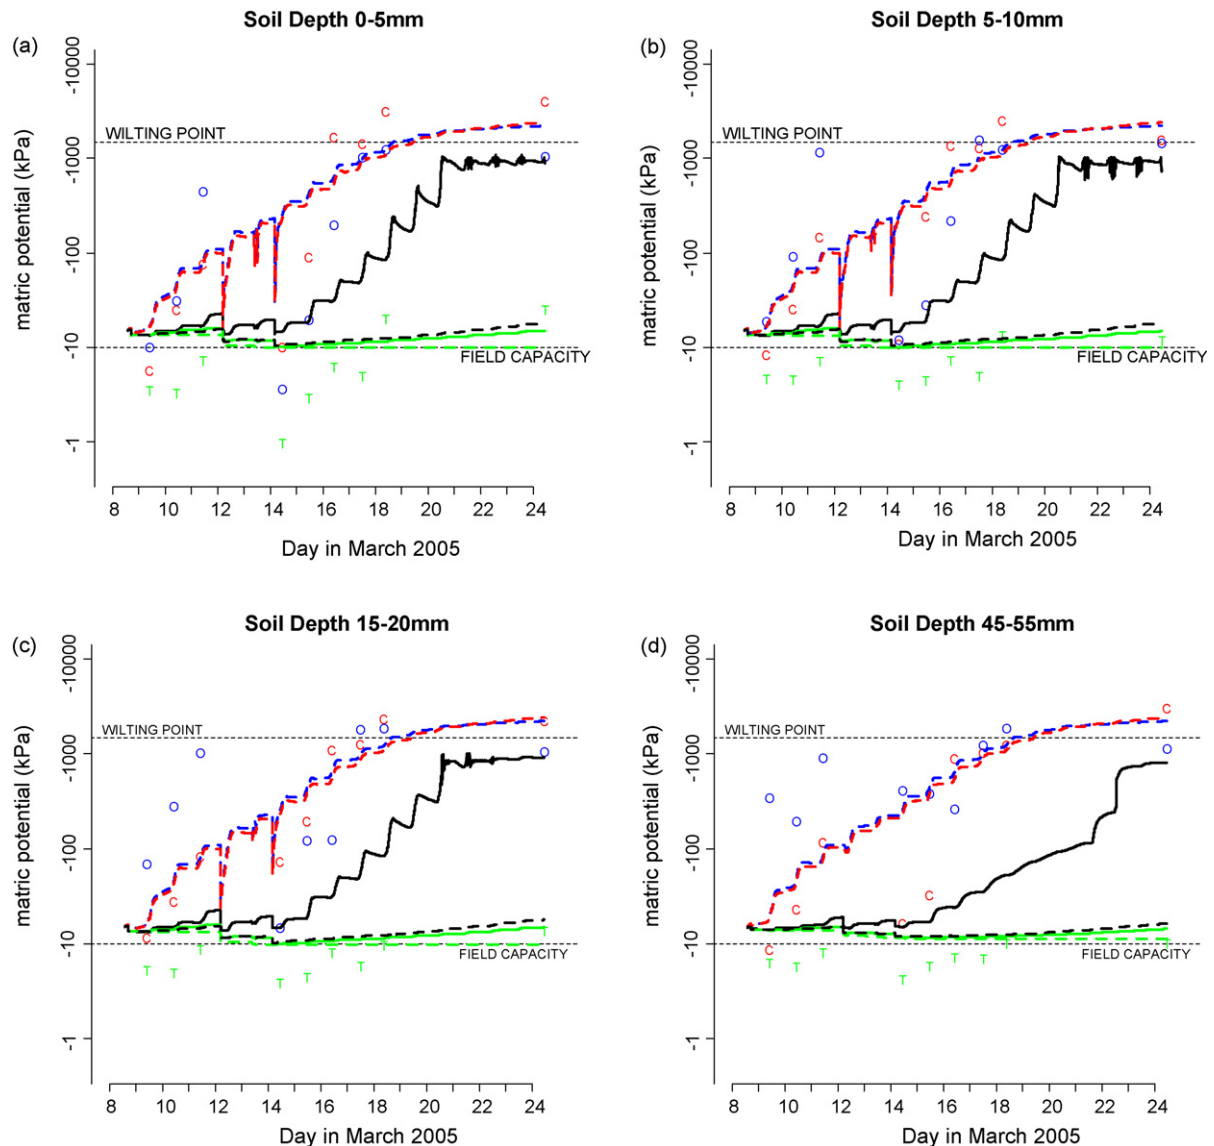 Soil Depth 0-5mm
(a)
-10000
-1000
-100
-10
-1
matric potential (kPa)
WILTING POINT
FIELD CAPACITY
C O T
8 10 12 14 16 18 20 22 24
Day in March 2005
Soil Depth 5-10mm
(b)
-10000
-1000
-100
-10
-1
matric potential (kPa)
WILTING POINT
FIELD CAPACITY
C O T
8 10 12 14 16 18 20 22 24
Day in March 2005
Soil Depth 15-20mm
(c)
-10000
-1000
-100
-10
-1
matric potential (kPa)
WILTING POINT
FIELD CAPACITY
C O T
8 10 12 14 16 18 20 22 24
Day in March 2005
Soil Depth 45-55mm
(d)
-10000
-1000
-100
-10
-1
matric potential (kPa)
WILTING POINT
FIELD CAPACITY
C O T
8 10 12 14 16 18 20 22 24
Day in March 2005